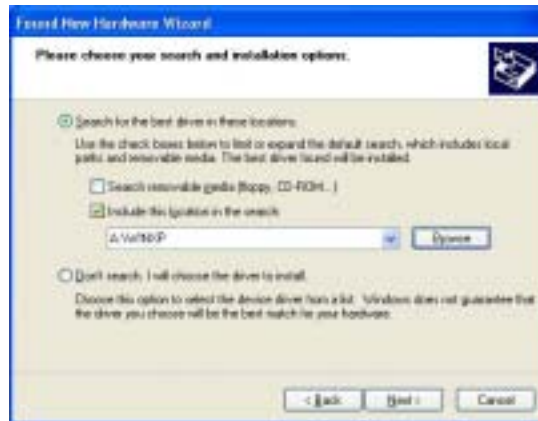 Found New Hardware Wizard
Please choose your search and installation options.
Search for the best driver in these locations.
Use the check boxes below to limit or expand the default search, which includes local
paths and removable media. The best driver found will be installed.
Search removable media (floppy, CD-ROM...)
Include this location in the search:
A:\WINXP
Browse
Don't search. I will choose the driver to install.
Choose this option to select the device driver from a list. Windows does not guarantee that
the driver you choose will be the best match for your hardware.
< Back
Next >
Cancel